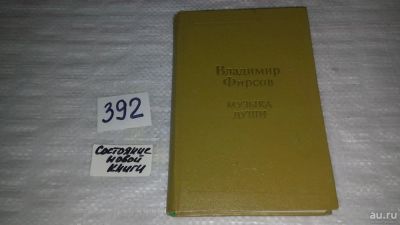 Владимир
Фирсов
МУЗЫКА
ДУШИ
392
Состояние
новой
книги
au.ru